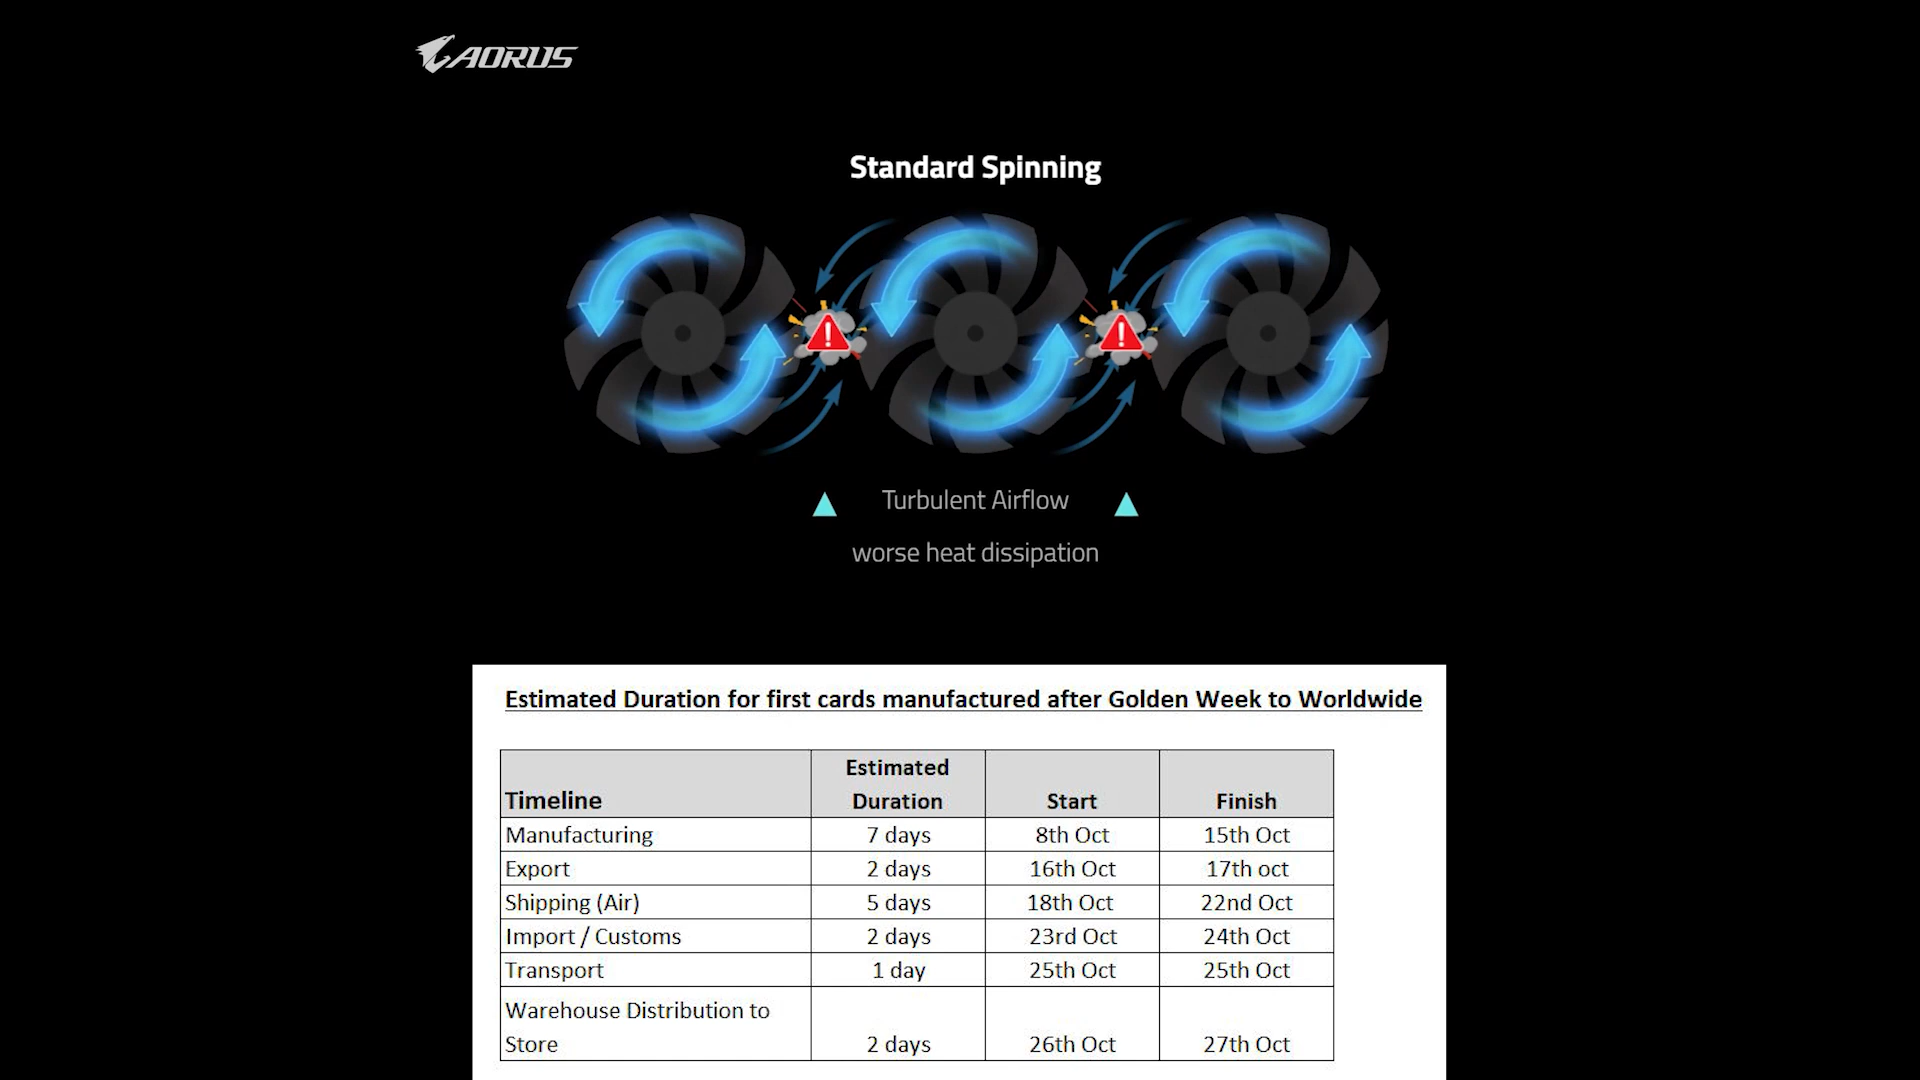 AORUS
Standard Spinning
Turbulent Airflow
worse heat dissipation
Estimated Duration for first cards manufactured after Golden Week to Worldwide
Timeline Estimated Duration Start Finish
Manufacturing 7 days 8th Oct 15th Oct
Export 2 days 16th Oct 17th oct
Shipping (Air) 5 days 18th Oct 22nd Oct
Import / Customs 2 days 23rd Oct 24th Oct
Transport 1 day 25th Oct 25th Oct
Warehouse Distribution to
Store 2 days 26th Oct 27th Oct